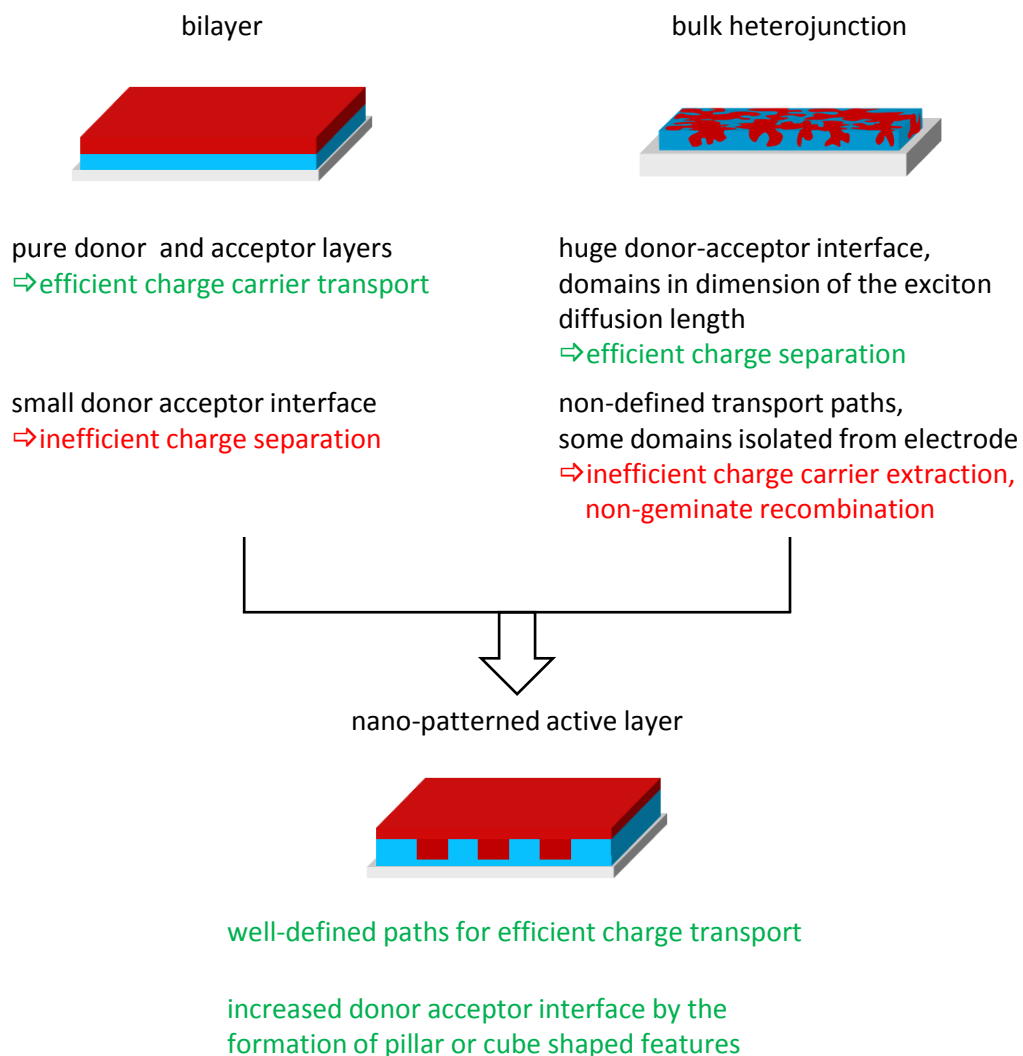 bilayer
bulk heterojunction
pure donor and acceptor layers
⇨efficient charge carrier transport
small donor acceptor interface
⇨inefficient charge separation
huge donor-acceptor interface,
domains in dimension of the exciton
diffusion length
⇨efficient charge separation
non-defined transport paths,
some domains isolated from electrode
⇨inefficient charge carrier extraction,
non-geminate recombination
nano-patterned active layer
well-defined paths for efficient charge transport
increased donor acceptor interface by the
formation of pillar or cube shaped features